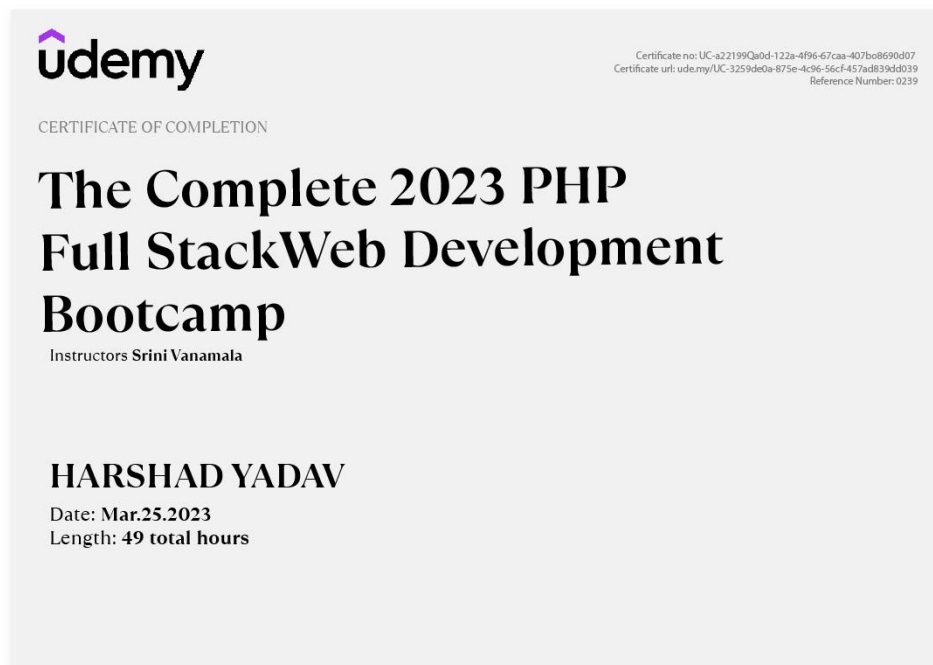 udemy
Certificate no: UC-a22199Qa0d-122a-4f96-67caa-407bo8690d07
Certificate url: ude.my/UC-3259de0a-875e-4c96-56cf-457ad839dd039
Reference Number: 0239
CERTIFICATE OF COMPLETION
The Complete 2023 PHP
Full StackWeb Development
Bootcamp
Instructors Srini Vanamala
HARSHAD YADAV
Date: Mar.25.2023
Length: 49 total hours